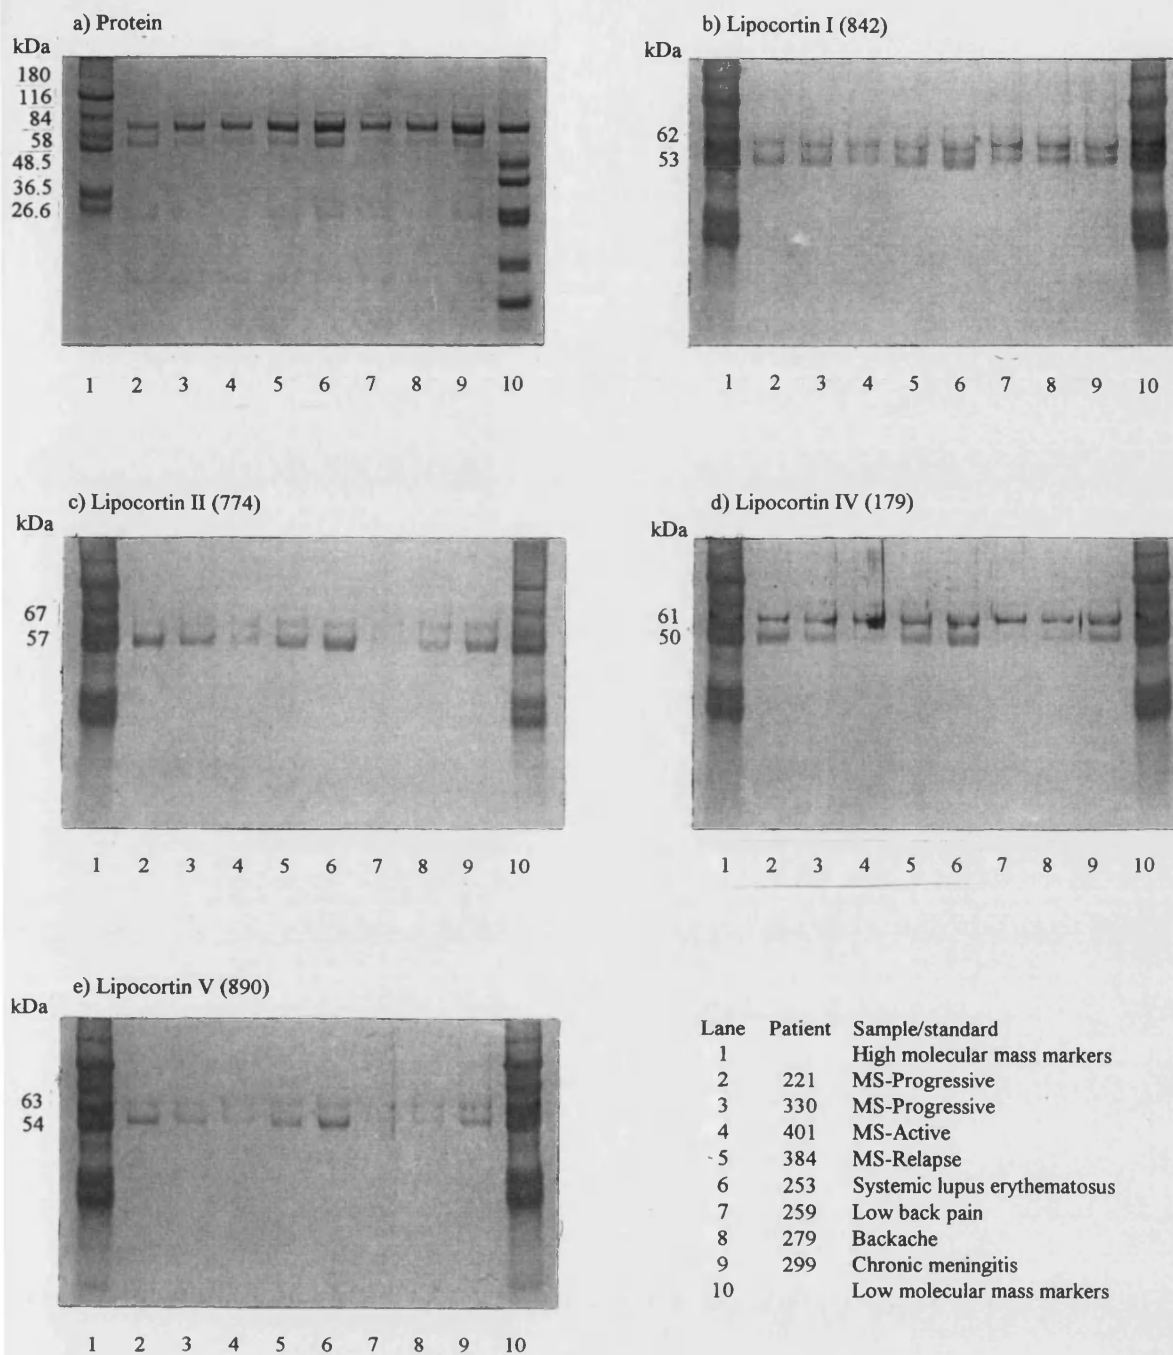 a) Protein
kDa
180
116
84
58
48.5
36.5
26.6
1 2 3 4 5 6 7 8 9 10
b) Lipocortin I (842)
kDa
62
53
1 2 3 4 5 6 7 8 9 10
c) Lipocortin II (774)
kDa
67
57
1 2 3 4 5 6 7 8 9 10
d) Lipocortin IV (179)
kDa
61
50
1 2 3 4 5 6 7 8 9 10
e) Lipocortin V (890)
kDa
63
54
1 2 3 4 5 6 7 8 9 10
Lane Patient Sample/standard
1 High molecular mass markers
2 221 MS-Progressive
3 330 MS-Progressive
4 401 MS-Active
5 384 MS-Relapse
6 253 Systemic lupus erythematosus
7 259 Low back pain
8 279 Backache
9 299 Chronic meningitis
10 Low molecular mass markers